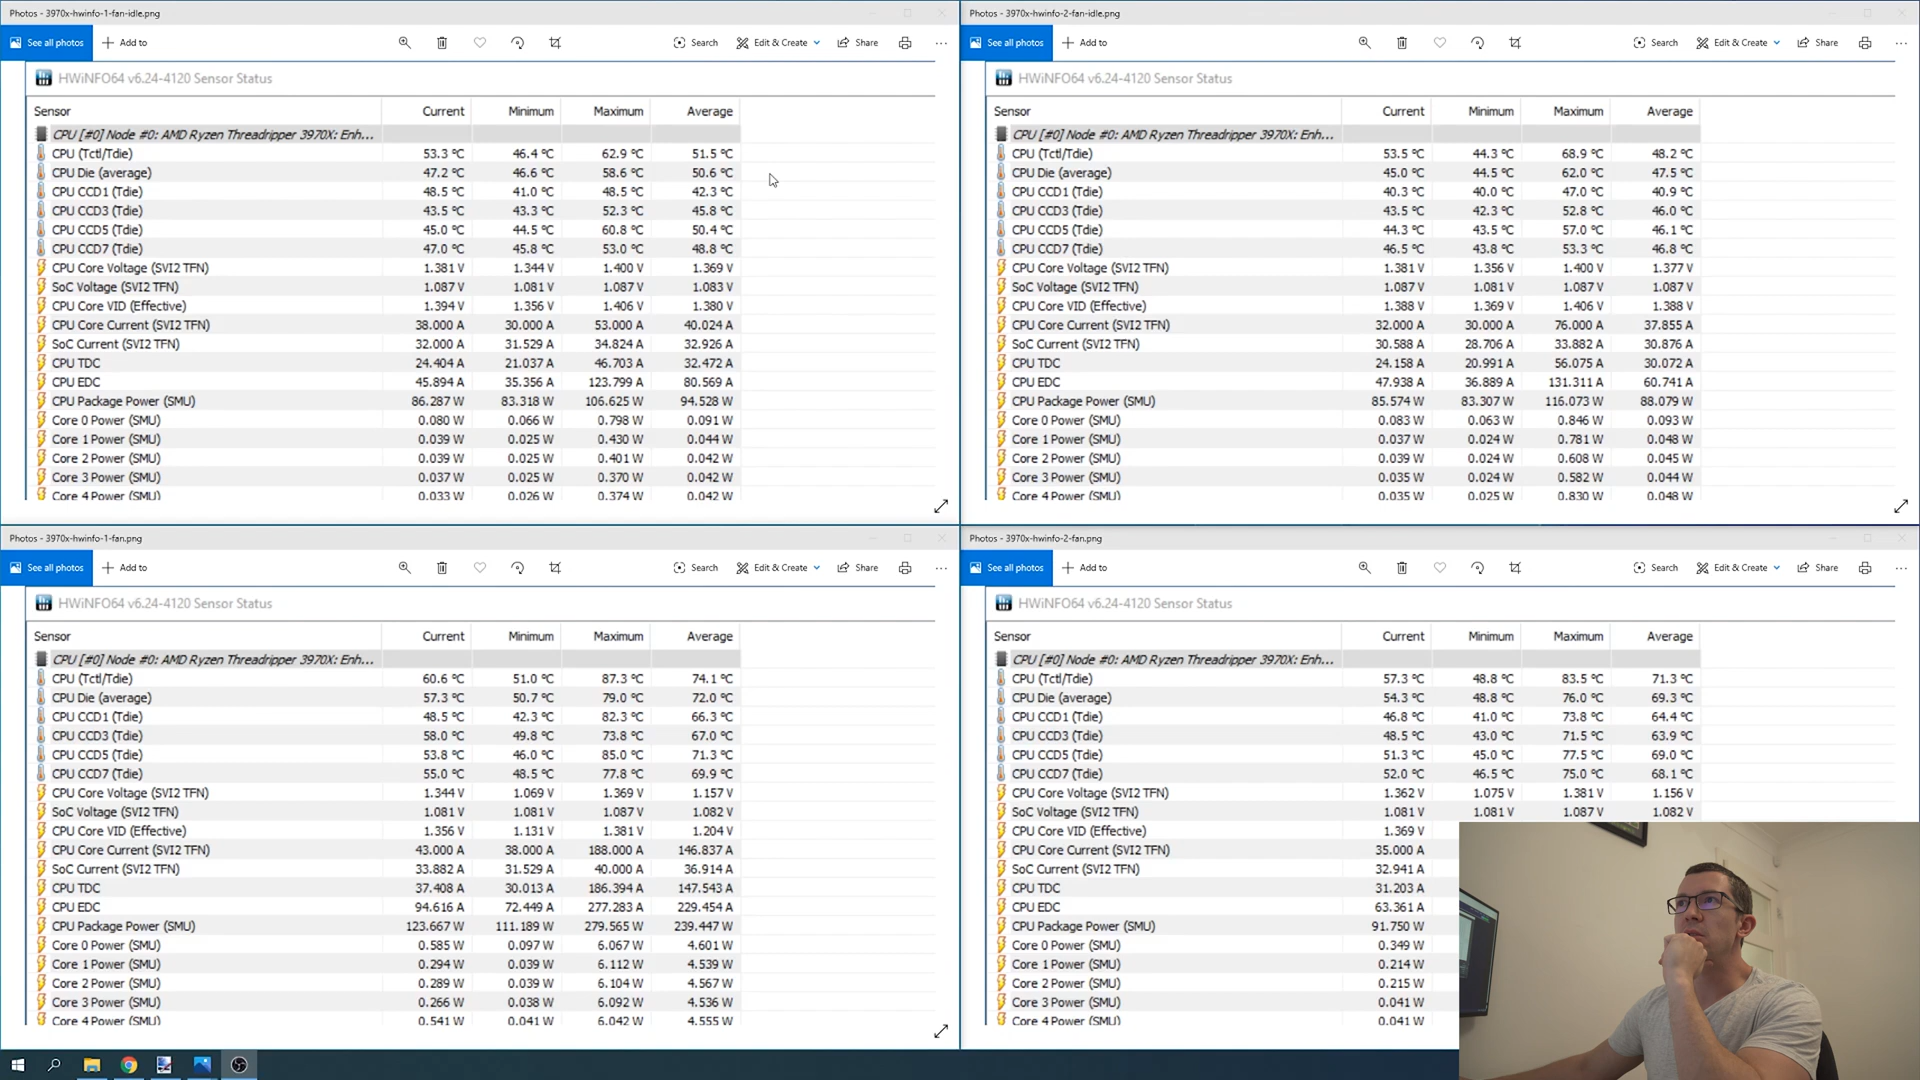 Photos - 3970x-hwinfo-1-fan-idle.png
See all photos Add to Search Edit & Create Share
HWiNFO64 v6.24-4120 Sensor Status
Sensor Current Minimum Maximum Average
CPU [#0] Node #0: AMD Ryzen Threadripper 3970X: Enh...
CPU (Tctl/Tdie) 53.3 °C 46.4 °C 62.9 °C 51.5 °C
CPU Die (average) 47.2 °C 46.6 °C 58.6 °C 50.6 °C
CPU CCD1 (Tdie) 48.5 °C 41.0 °C 48.5 °C 42.3 °C
CPU CCD3 (Tdie) 43.5 °C 43.3 °C 52.3 °C 45.8 °C
CPU CCD5 (Tdie) 45.0 °C 44.5 °C 60.8 °C 50.4 °C
CPU CCD7 (Tdie) 47.0 °C 45.8 °C 53.0 °C 48.8 °C
CPU Core Voltage (SVI2 TFN) 1.381 V 1.344 V 1.400 V 1.369 V
SoC Voltage (SVI2 TFN) 1.087 V 1.081 V 1.087 V 1.083 V
CPU Core VID (Effective) 1.394 V 1.356 V 1.406 V 1.380 V
CPU Core Current (SVI2 TFN) 38.000 A 30.000 A 53.000 A 40.024 A
SoC Current (SVI2 TFN) 32.000 A 31.529 A 34.824 A 32.926 A
CPU TDC 24.404 A 21.037 A 46.703 A 32.472 A
CPU EDC 45.894 A 35.356 A 123.799 A 80.569 A
CPU Package Power (SMU) 86.287 W 83.318 W 106.625 W 94.528 W
Core 0 Power (SMU) 0.080 W 0.066 W 0.798 W 0.091 W
Core 1 Power (SMU) 0.039 W 0.025 W 0.430 W 0.044 W
Core 2 Power (SMU) 0.039 W 0.025 W 0.401 W 0.042 W
Core 3 Power (SMU) 0.037 W 0.025 W 0.370 W 0.042 W
Core 4 Power (SMU) 0.033 W 0.026 W 0.374 W 0.042 W
Photos - 3970x-hwinfo-2-fan-idle.png
See all photos Add to Search Edit & Create Share
HWiNFO64 v6.24-4120 Sensor Status
Sensor Current Minimum Maximum Average
CPU [#0] Node #0: AMD Ryzen Threadripper 3970X: Enh...
CPU (Tctl/Tdie) 53.5 °C 44.3 °C 68.9 °C 48.2 °C
CPU Die (average) 45.0 °C 44.5 °C 62.0 °C 47.5 °C
CPU CCD1 (Tdie) 40.3 °C 40.0 °C 47.0 °C 40.9 °C
CPU CCD3 (Tdie) 43.5 °C 42.3 °C 52.8 °C 46.0 °C
CPU CCD5 (Tdie) 44.3 °C 43.5 °C 57.0 °C 46.1 °C
CPU CCD7 (Tdie) 46.5 °C 43.8 °C 53.3 °C 46.8 °C
CPU Core Voltage (SVI2 TFN) 1.381 V 1.356 V 1.400 V 1.377 V
SoC Voltage (SVI2 TFN) 1.087 V 1.081 V 1.087 V 1.087 V
CPU Core VID (Effective) 1.388 V 1.369 V 1.406 V 1.388 V
CPU Core Current (SVI2 TFN) 32.000 A 30.000 A 76.000 A 37.855 A
SoC Current (SVI2 TFN) 30.588 A 28.706 A 33.882 A 30.876 A
CPU TDC 24.158 A 20.991 A 56.075 A 30.072 A
CPU EDC 47.938 A 36.889 A 131.311 A 60.741 A
CPU Package Power (SMU) 85.574 W 83.307 W 116.073 W 88.079 W
Core 0 Power (SMU) 0.083 W 0.063 W 0.846 W 0.093 W
Core 1 Power (SMU) 0.037 W 0.024 W 0.781 W 0.048 W
Core 2 Power (SMU) 0.039 W 0.024 W 0.608 W 0.045 W
Core 3 Power (SMU) 0.035 W 0.024 W 0.582 W 0.044 W
Core 4 Power (SMU) 0.035 W 0.025 W 0.830 W 0.048 W
Photos - 3970x-hwinfo-1-fan.png
See all photos Add to Search Edit & Create Share
HWiNFO64 v6.24-4120 Sensor Status
Sensor Current Minimum Maximum Average
CPU [#0] Node #0: AMD Ryzen Threadripper 3970X: Enh...
CPU (Tctl/Tdie) 60.6 °C 51.0 °C 87.3 °C 74.1 °C
CPU Die (average) 57.3 °C 50.7 °C 79.0 °C 72.0 °C
CPU CCD1 (Tdie) 48.5 °C 42.3 °C 82.3 °C 66.3 °C
CPU CCD3 (Tdie) 58.0 °C 49.8 °C 73.8 °C 67.0 °C
CPU CCD5 (Tdie) 53.8 °C 46.0 °C 85.0 °C 71.3 °C
CPU CCD7 (Tdie) 55.0 °C 48.5 °C 77.8 °C 69.9 °C
CPU Core Voltage (SVI2 TFN) 1.344 V 1.069 V 1.369 V 1.157 V
SoC Voltage (SVI2 TFN) 1.081 V 1.081 V 1.087 V 1.082 V
CPU Core VID (Effective) 1.356 V 1.131 V 1.381 V 1.204 V
CPU Core Current (SVI2 TFN) 43.000 A 38.000 A 188.000 A 146.837 A
SoC Current (SVI2 TFN) 33.882 A 31.529 A 40.000 A 36.914 A
CPU TDC 37.408 A 30.013 A 186.394 A 147.543 A
CPU EDC 94.616 A 72.449 A 277.283 A 229.454 A
CPU Package Power (SMU) 123.667 W 111.189 W 279.565 W 239.447 W
Core 0 Power (SMU) 0.585 W 0.097 W 6.067 W 4.601 W
Core 1 Power (SMU) 0.294 W 0.039 W 6.112 W 4.539 W
Core 2 Power (SMU) 0.289 W 0.039 W 6.104 W 4.567 W
Core 3 Power (SMU) 0.266 W 0.038 W 6.092 W 4.536 W
Core 4 Power (SMU) 0.541 W 0.041 W 6.042 W 4.555 W
Photos - 3970x-hwinfo-2-fan.png
See all photos Add to Search Edit & Create Share
HWiNFO64 v6.24-4120 Sensor Status
Sensor Current Minimum Maximum Average
CPU [#0] Node #0: AMD Ryzen Threadripper 3970X: Enh...
CPU (Tctl/Tdie) 57.3 °C 48.8 °C 83.5 °C 71.3 °C
CPU Die (average) 54.3 °C 48.8 °C 76.0 °C 69.3 °C
CPU CCD1 (Tdie) 46.8 °C 41.0 °C 73.8 °C 64.4 °C
CPU CCD3 (Tdie) 48.5 °C 43.0 °C 71.5 °C 63.9 °C
CPU CCD5 (Tdie) 51.3 °C 45.0 °C 77.5 °C 69.0 °C
CPU CCD7 (Tdie) 52.0 °C 46.5 °C 75.0 °C 68.1 °C
CPU Core Voltage (SVI2 TFN) 1.362 V 1.075 V 1.381 V 1.156 V
SoC Voltage (SVI2 TFN) 1.081 V 1.081 V 1.087 V 1.082 V
CPU Core VID (Effective) 1.369 V
CPU Core Current (SVI2 TFN) 35.000 A
SoC Current (SVI2 TFN) 32.941 A
CPU TDC 31.203 A
CPU EDC 63.361 A
CPU Package Power (SMU) 91.750 W
Core 0 Power (SMU) 0.349 W
Core 1 Power (SMU) 0.214 W
Core 2 Power (SMU) 0.215 W
Core 3 Power (SMU) 0.041 W
Core 4 Power (SMU) 0.041 W